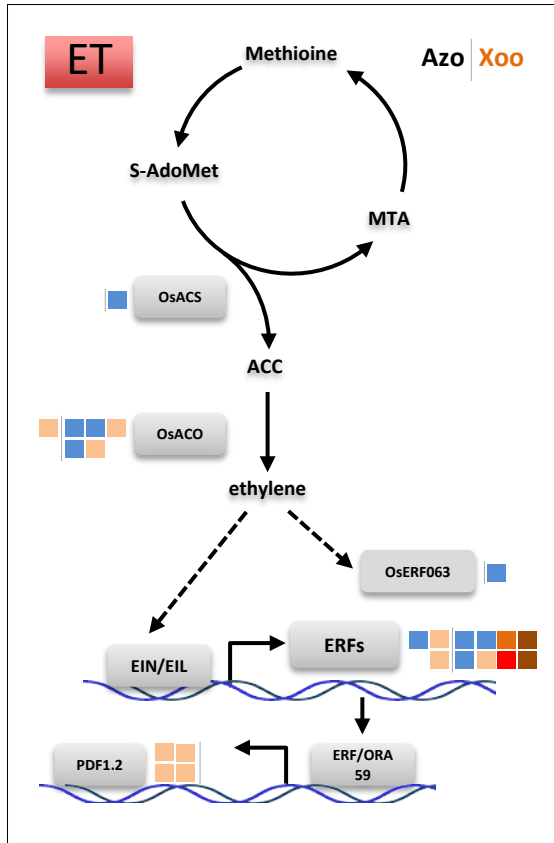 ET
Methioine
Azo Xoo
S-AdoMet
MTA
OsACS
ACC
OsACO
ethylene
OsERF063
ERFs
EIN/EIL
PDF1.2
ERF/ORA
59